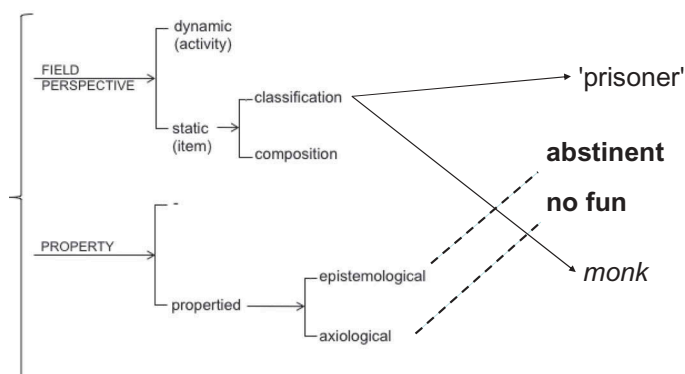 dynamic
(activity)
FIELD
PERSPECTIVE
'prisoner'
classification
static
(item)
composition
abstinent
no fun
-
PROPERTY
monk
epistemological
propertied
axiological